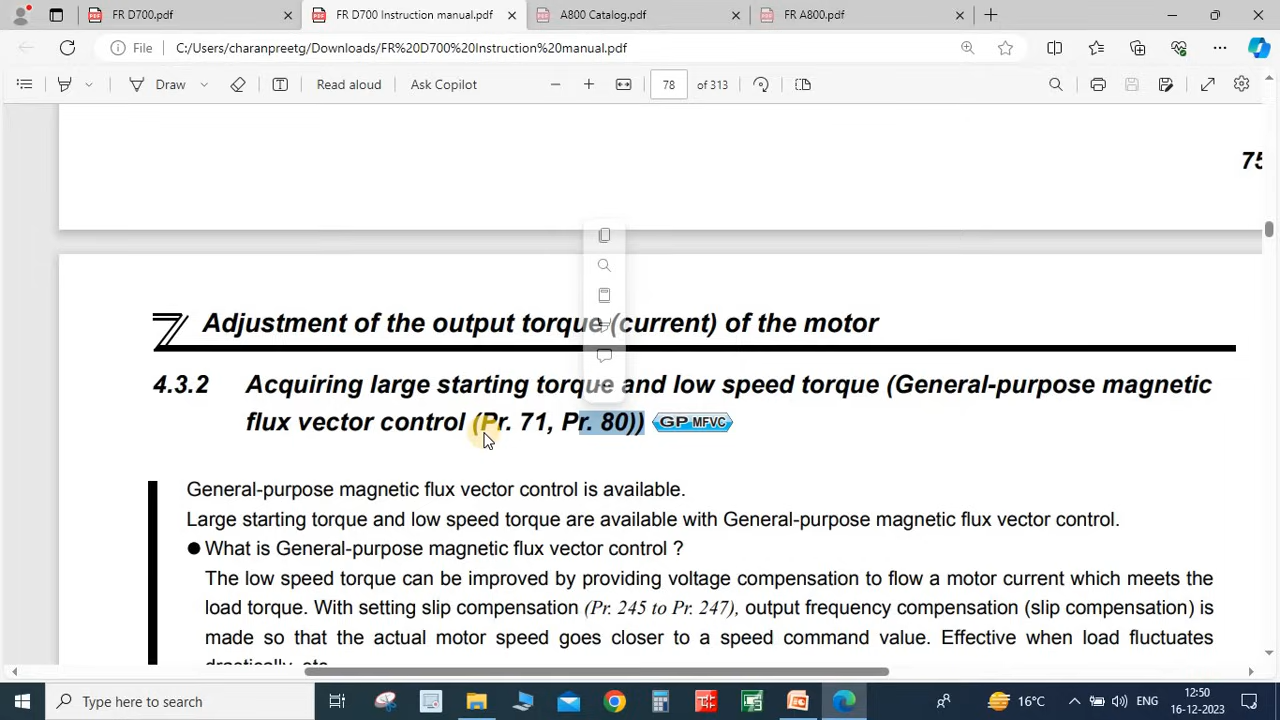 FR D700.pdf
FR D700 Instruction manual.pdf
A800 Catalog.pdf
FR A800.pdf
File
C:/Users/charanpreetg/Downloads/FR%20D700%20Instruction%20manual.pdf
Draw
Read aloud
Ask Copilot
78
of 313
75
Adjustment of the output torque (current) of the motor
4.3.2 Acquiring large starting torque and low speed torque (General-purpose magnetic
flux vector control (Pr. 71, Pr. 80)) GP MFVC
General-purpose magnetic flux vector control is available.
Large starting torque and low speed torque are available with General-purpose magnetic flux vector control.
● What is General-purpose magnetic flux vector control ?
The low speed torque can be improved by providing voltage compensation to flow a motor current which meets the
load torque. With setting slip compensation (Pr. 245 to Pr. 247), output frequency compensation (slip compensation) is
made so that the actual motor speed goes closer to a speed command value. Effective when load fluctuates
drastically, etc.
Type here to search
16°C
ENG
12:50
16-12-2023